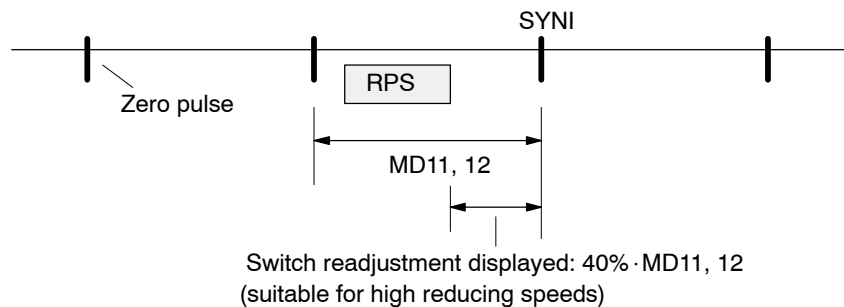 SYNI
RPS
Zero pulse
MD11, 12
Switch readjustment displayed: 40% · MD11, 12
(suitable for high reducing speeds)